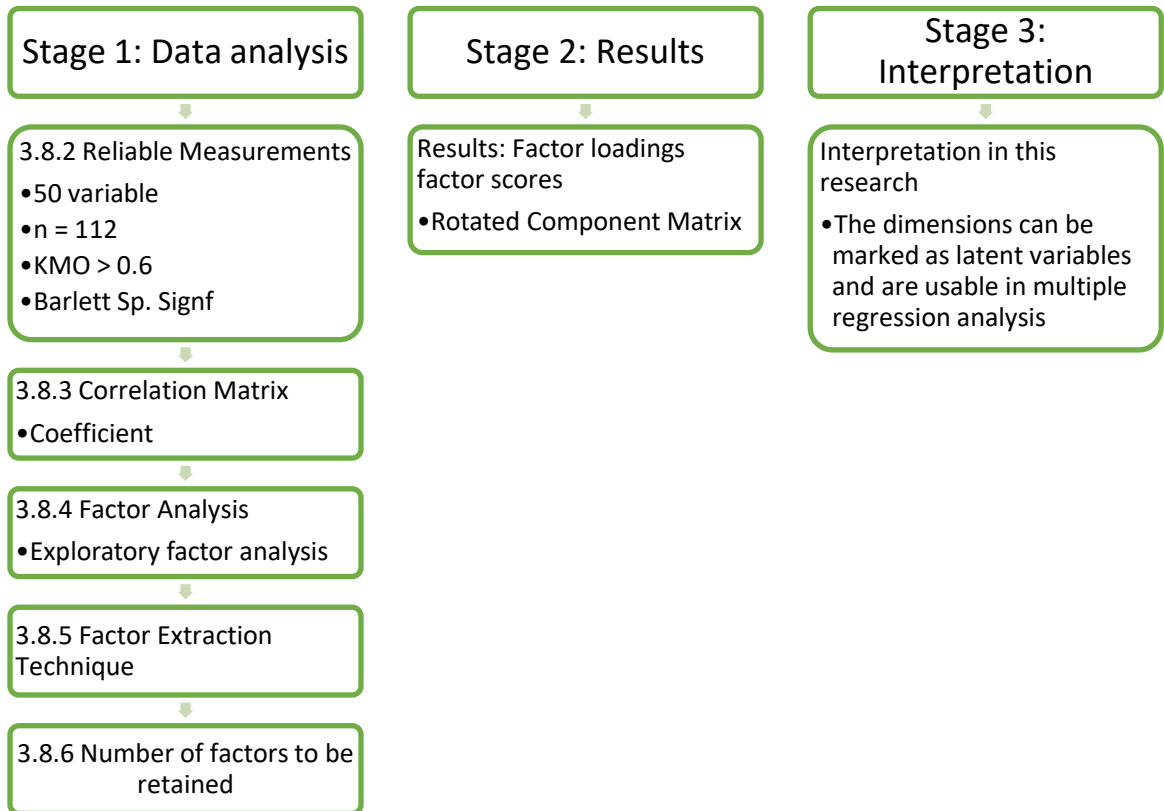 Stage 1: Data analysis
3.8.2 Reliable Measurements
•50 variable
•n = 112
•KMO > 0.6
•Barlett Sp. Signf
3.8.3 Correlation Matrix
•Coefficient
3.8.4 Factor Analysis
•Exploratory factor analysis
3.8.5 Factor Extraction
Technique
3.8.6 Number of factors to be
retained
Stage 2: Results
Results: Factor loadings
factor scores
•Rotated Component Matrix
Stage 3:
Interpretation
Interpretation in this
research
•The dimensions can be
marked as latent variables
and are usable in multiple
regression analysis